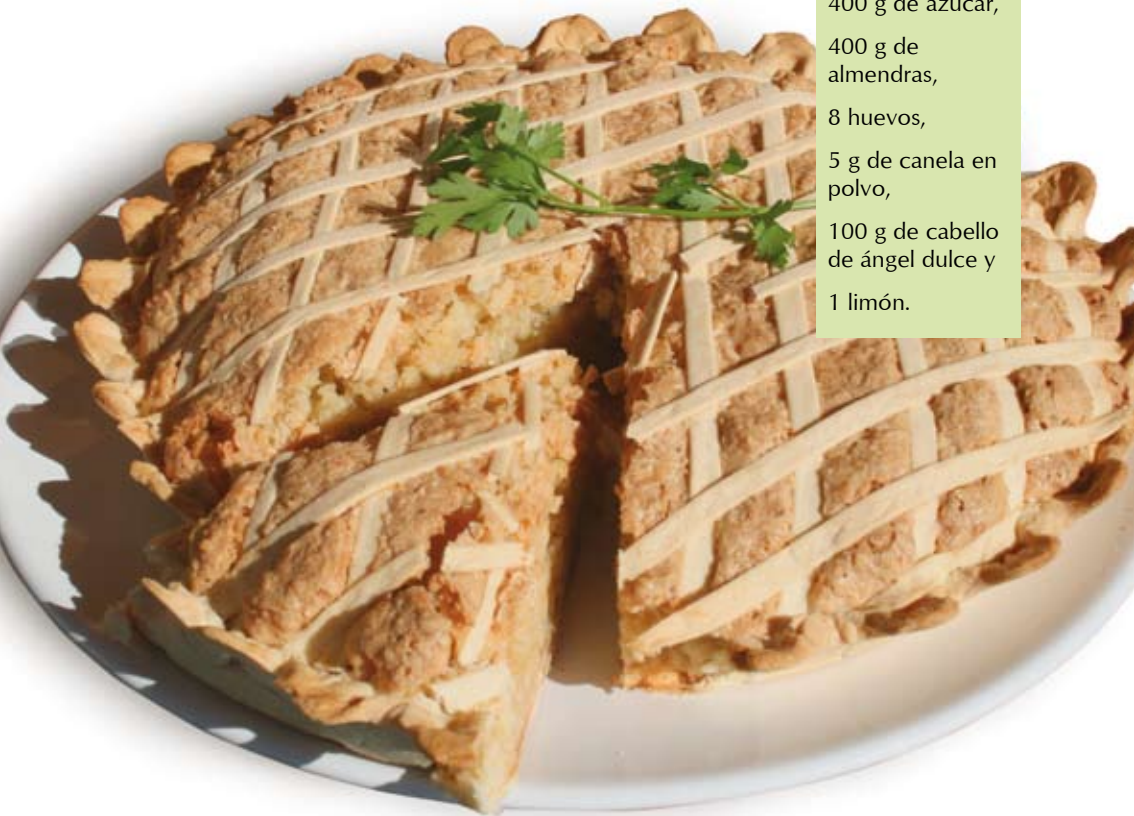 400 g de azúcar,
400 g de
almendras,
8 huevos,
5 g de canela en
polvo,
100 g de cabello
de ángel dulce y
1 limón.